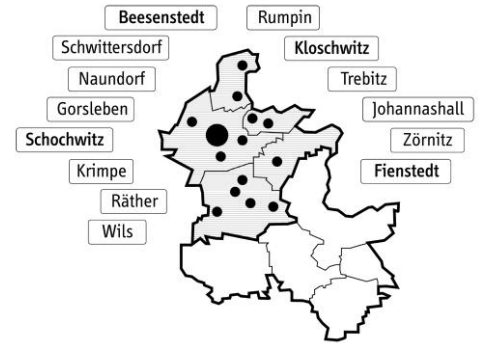 Beesenstedt
Rumpin
Schwittersdorf
Kloschwitz
Naundorf
Trebitz
Gorsleben
Johannashall
Schochwitz
Zörnitz
Krimpe
Fienstedt
Räther
Wils